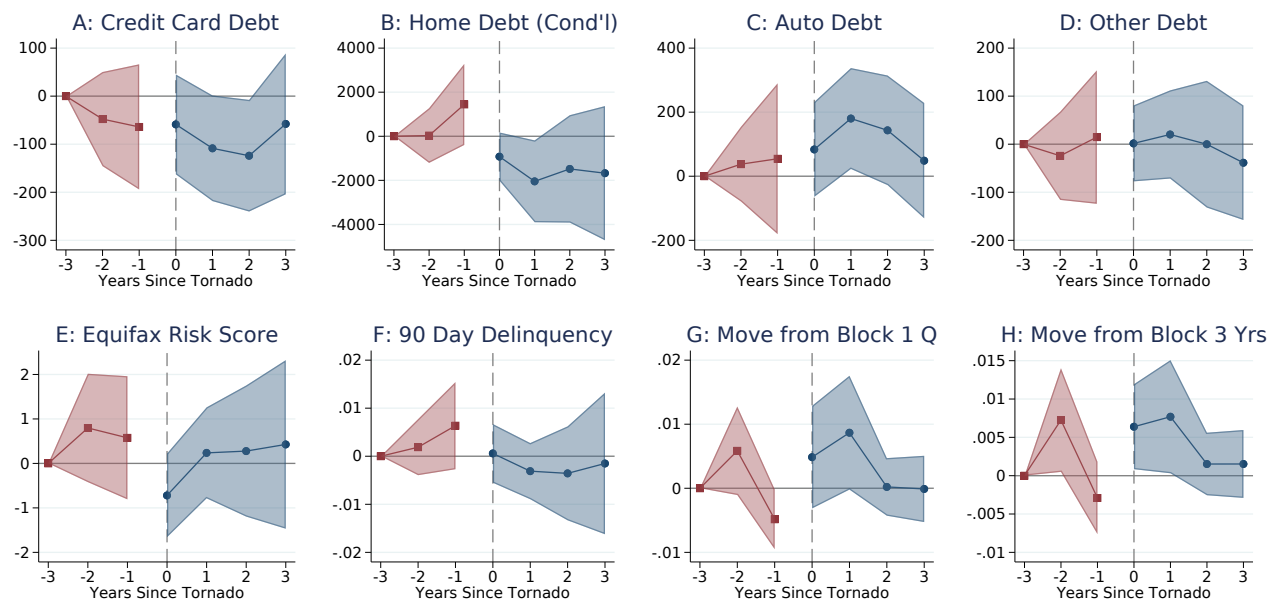 A: Credit Card Debt
100
0
-100
-200
-300
-3 -2 -1 0 1 2 3
Years Since Tornado
B: Home Debt (Cond'l)
4000
2000
0
-2000
-4000
-3 -2 -1 0 1 2 3
Years Since Tornado
C: Auto Debt
400
200
0
-200
-3 -2 -1 0 1 2 3
Years Since Tornado
D: Other Debt
200
100
0
-100
-200
-3 -2 -1 0 1 2 3
Years Since Tornado
E: Equifax Risk Score
2
1
0
-1
-2
-3 -2 -1 0 1 2 3
Years Since Tornado
F: 90 Day Delinquency
.02
.01
0
-.01
-.02
-3 -2 -1 0 1 2 3
Years Since Tornado
G: Move from Block 1 Q
.02
.01
0
-.01
-3 -2 -1 0 1 2 3
Years Since Tornado
H: Move from Block 3 Yrs
.015
.01
.005
0
-.005
-.01
-3 -2 -1 0 1 2 3
Years Since Tornado